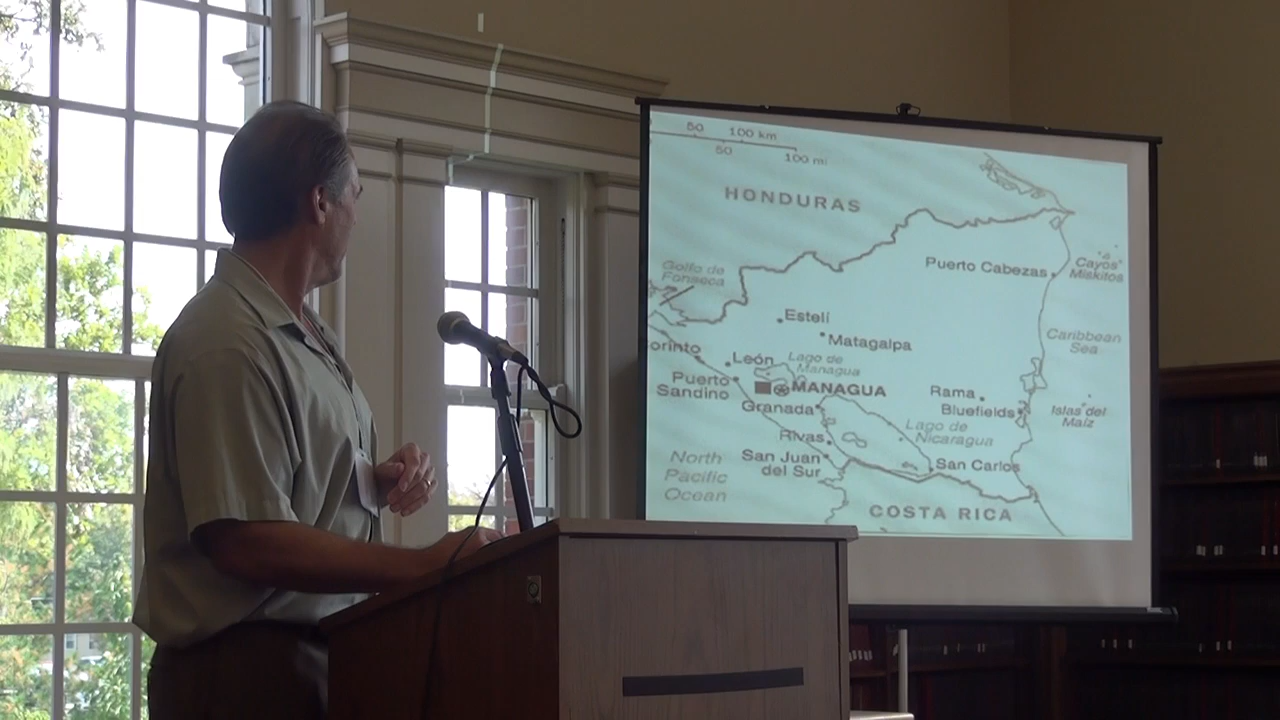 50 100 km
50 100 mi
HONDURAS
Puerto Cabezas
Cayos
Miskitos
Golfo de
Fonseca
Estelí
Matagalpa
Caribbean
Sea
orinto
León
Lago de
Managua
Puerto
Sandino
MANAGUA
Granada
Rama
Bluefields
Islas del
Maíz
Lago de
Nicaragua
Rivas
San Juan
del Sur
San Carlos
North
Pacific
Ocean
COSTA RICA